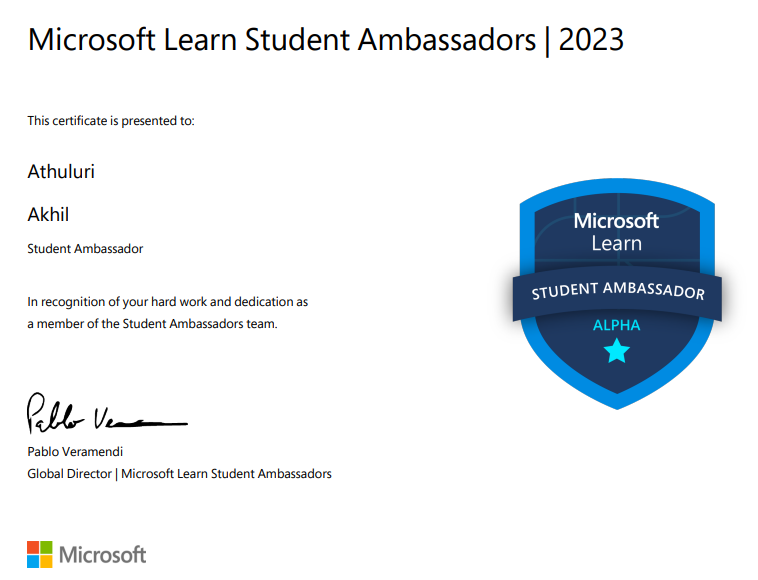 Microsoft Learn Student Ambassadors | 2023
This certificate is presented to:
Athuluri
Akhil
Student Ambassador
In recognition of your hard work and dedication as
a member of the Student Ambassadors team.
Microsoft
Learn
STUDENT AMBASSADOR
ALPHA
Pablo Veramendi
Global Director | Microsoft Learn Student Ambassadors
Microsoft